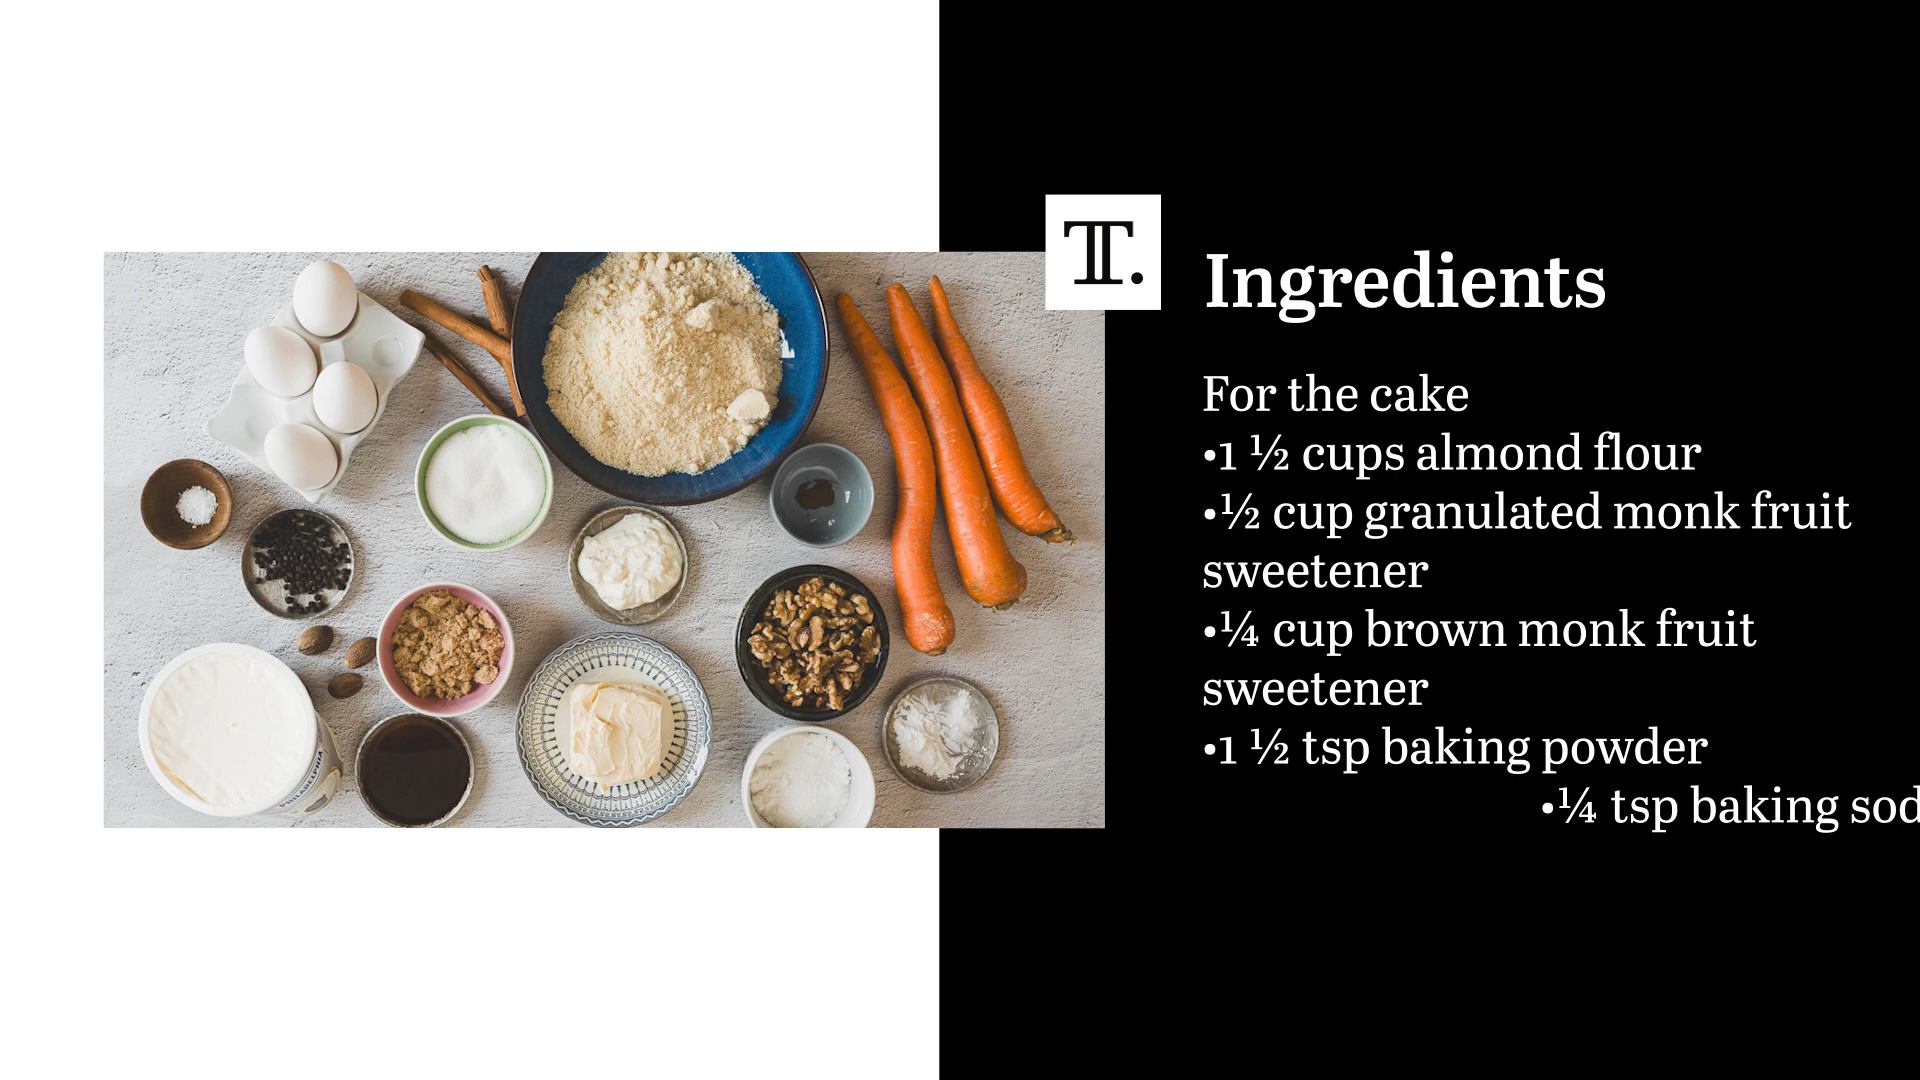 T.
Ingredients
For the cake
•1 ½ cups almond flour
•½ cup granulated monk fruit
sweetener
•¼ cup brown monk fruit
sweetener
•1 ½ tsp baking powder
•¼ tsp baking sod
PHILADELPHIA